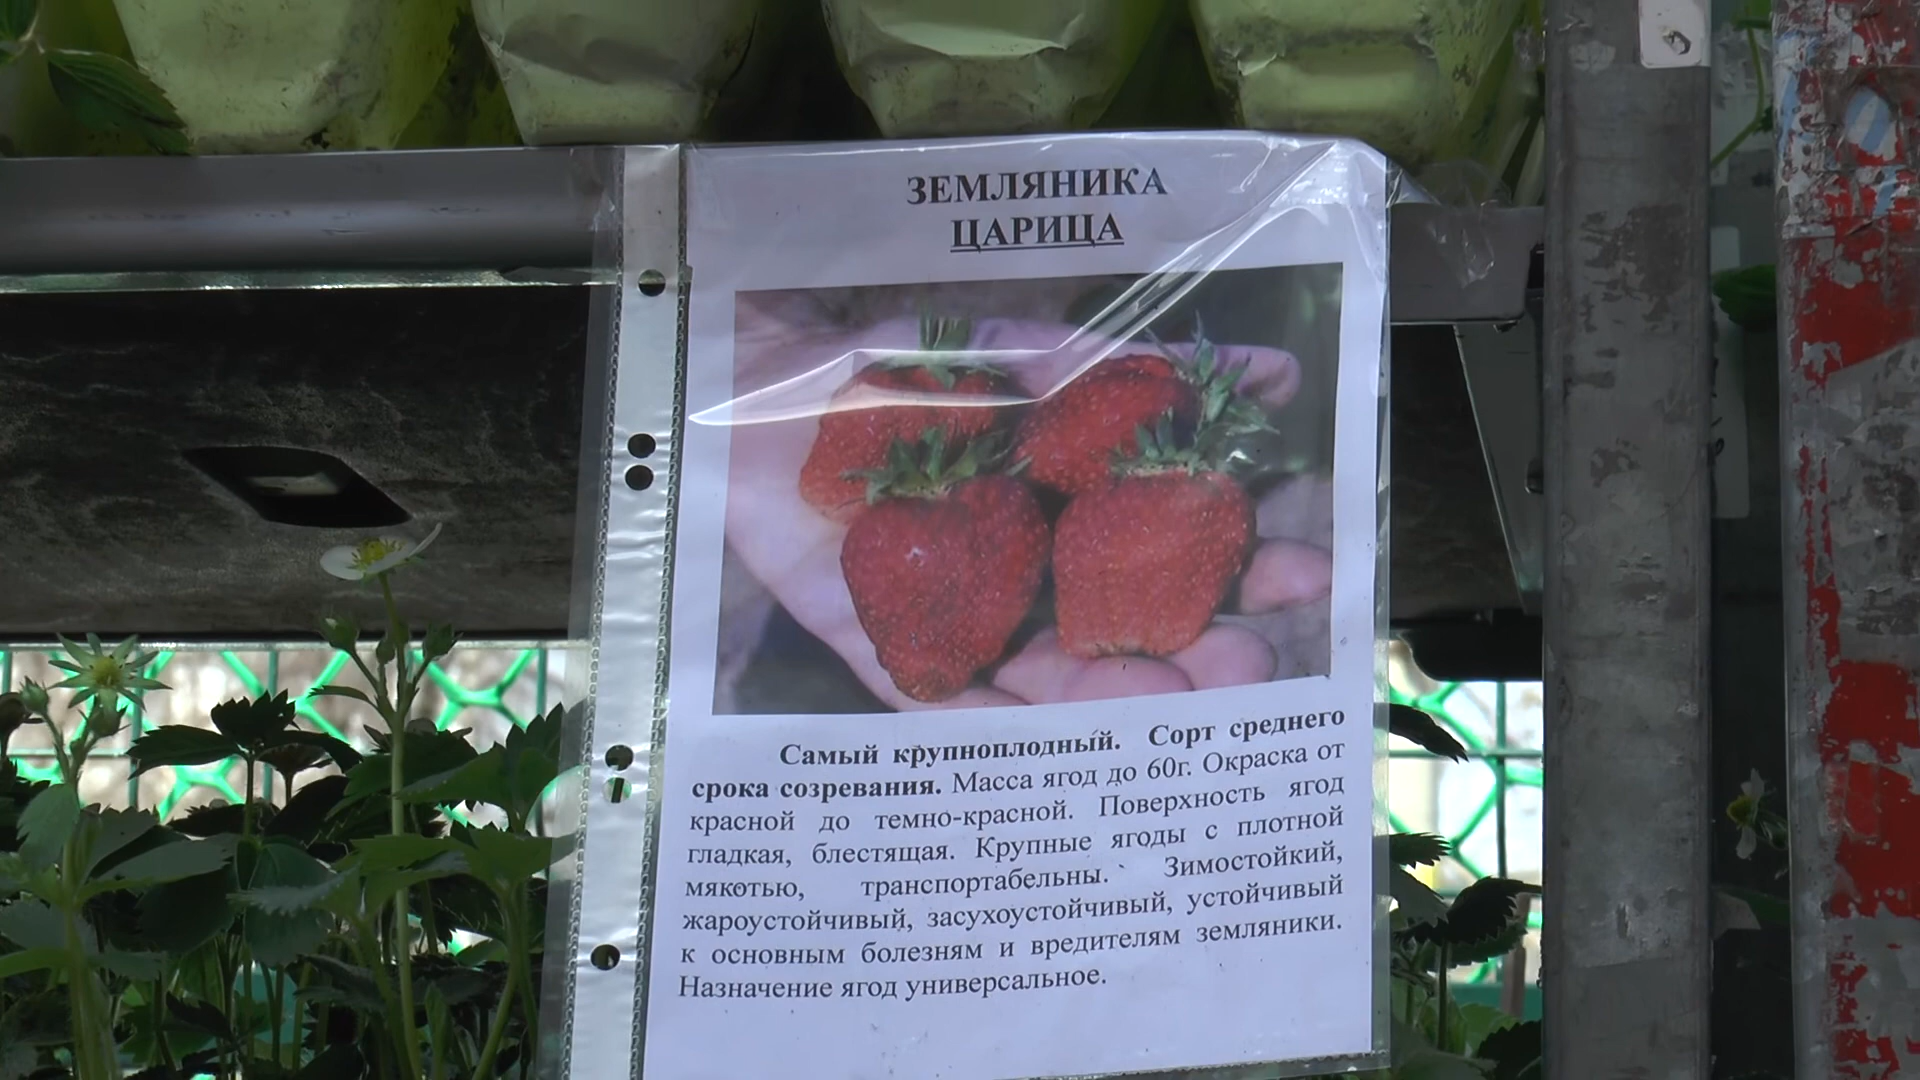 ЗЕМЛЯНИКА
ЦАРИЦА
Самый крупноплодный. Сорт среднего
срока созревания. Масса ягод до 60г. Окраска от
красной до темно-красной. Поверхность ягод
гладкая, блестящая. Крупные ягоды с плотной
мякотью, транспортабельны. Зимостойкий,
жароустойчивый, засухоустойчивый, устойчивый
к основным болезням и вредителям земляники.
Назначение ягод универсальное.